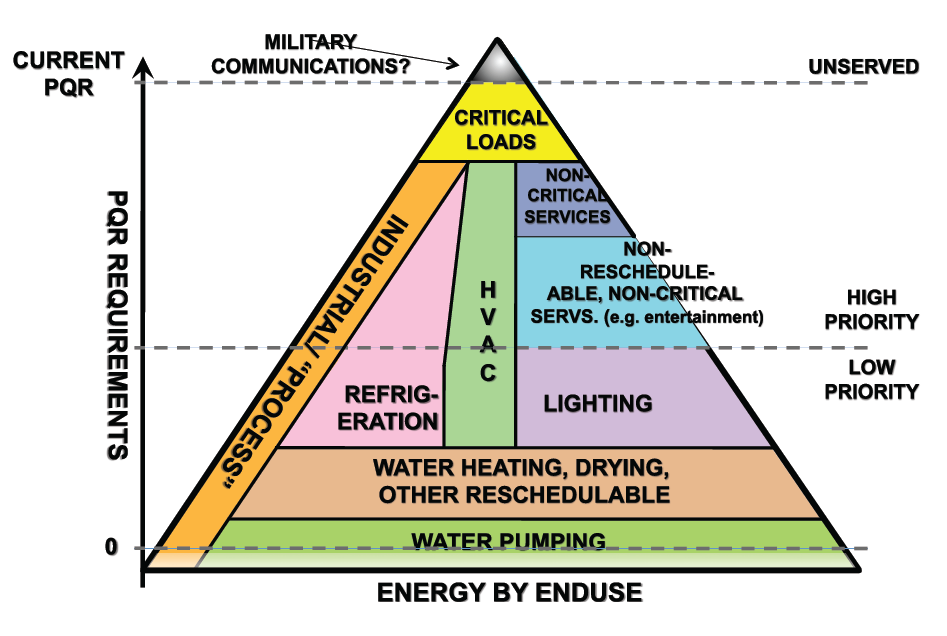 MILITARY
COMMUNICATIONS?
CURRENT
PQR
UNSERVED
CRITICAL
LOADS
NON-
CRITICAL
SERVICES
NON-
RESCHEDULE-
ABLE, NON-CRITICAL
SERVS. (e.g. entertainment)
PQR REQUIREMENTS
INDUSTRIAL/ “PROCESS“
H
V
A
C
HIGH
PRIORITY
LOW
PRIORITY
REFRIG-
ERATION
LIGHTING
WATER HEATING, DRYING,
OTHER RESCHEDULABLE
WATER PUMPING
0
ENERGY BY ENDUSE